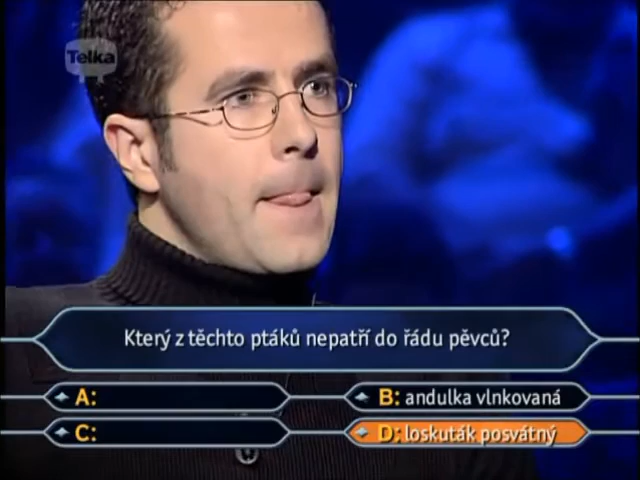 Telka
Který z těchto ptáků nepatří do řádu pěvců?
A:
B: andulka vlnkovaná
C:
D: loskuták posvátný